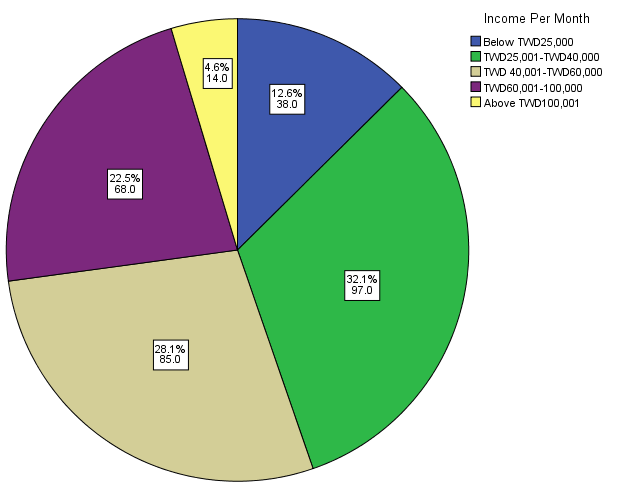 Income Per Month
Below TWD25,000
TWD25,001-TWD40,000
TWD 40,001-TWD60,000
TWD60,001-100,000
Above TWD100,001
4.6%
14.0
12.6%
38.0
22.5%
68.0
32.1%
97.0
28.1%
85.0